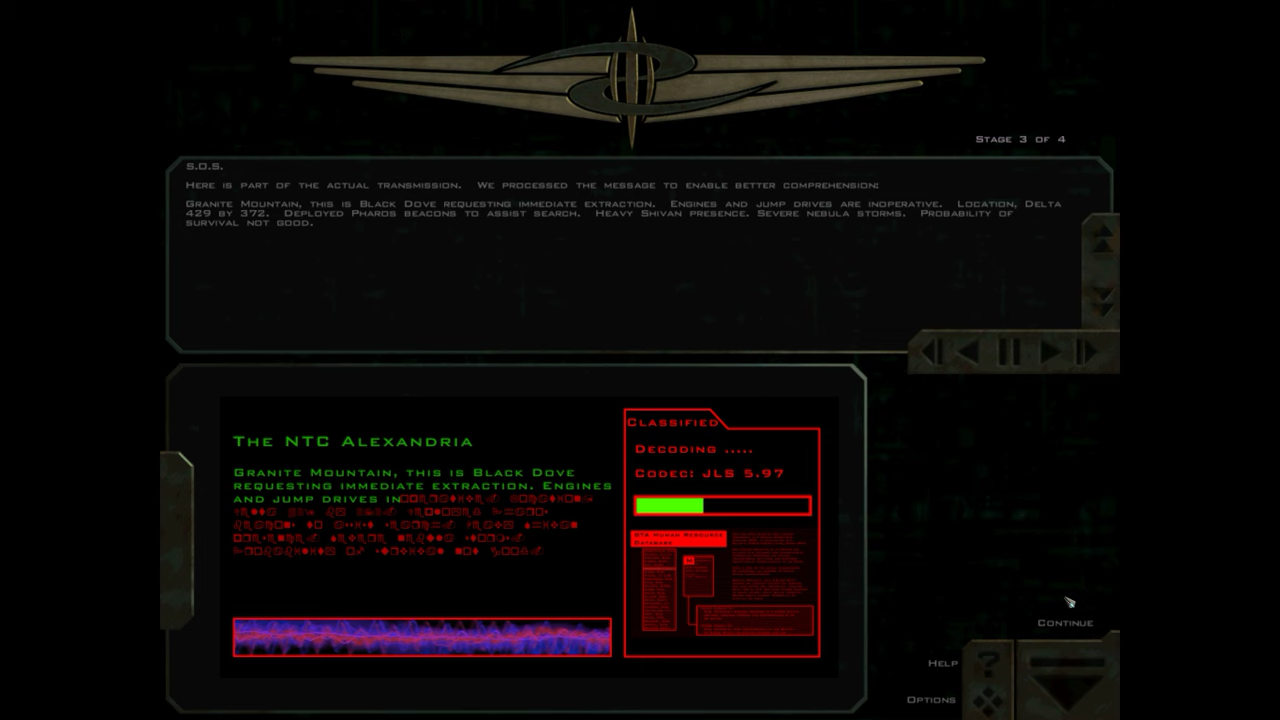 Stage 3 of 4
S.O.S.
Here is part of the actual transmission. We processed the message to enable better comprehension:
Granite Mountain, this is Black Dove requesting immediate extraction. Engines and jump drives are inoperative. Location, Delta
429 by 372. Deployed Pharos beacons to assist search. Heavy Shivan presence. Severe nebula storms. Probability of
survival not good.
The NTC Alexandria
Granite Mountain, this is Black Dove
requesting immediate extraction. Engines
and jump drives in
Classified
Decoding .....
Codec: JLS 5.97
GTA Human Resource
Database
Continue
Help
Options